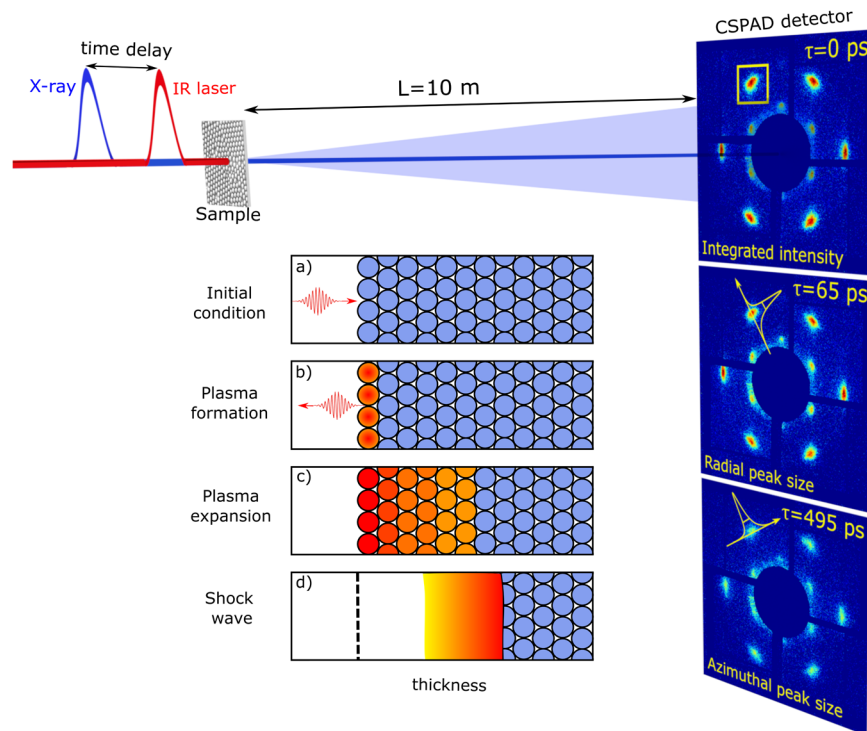 CSPAD detector
time delay
τ=0 ps
X-ray
IR laser
L=10 m
Sample
Integrated intensity
a)
Initial
condition
τ=65 ps
b)
Plasma
formation
Radial peak size
c)
Plasma
expansion
τ=495 ps
d)
Shock
wave
Azimuthal peak size
thickness